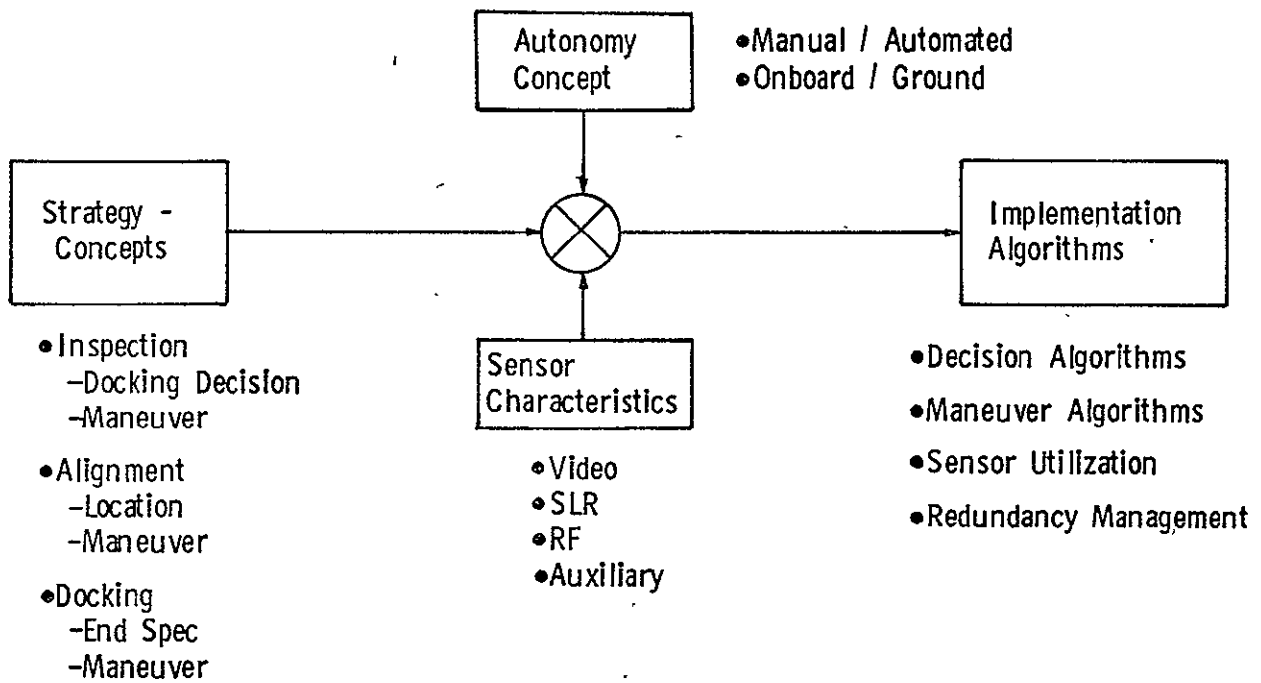 Autonomy
Concept
•Manual / Automated
•Onboard / Ground
Strategy -
Concepts
•Inspection
-Docking Decision
-Maneuver
•Alignment
-Location
-Maneuver
•Docking
-End Spec
-Maneuver
Sensor
Characteristics
•Video
•SLR
•RF
•Auxiliary
Implementation
Algorithms
•Decision Algorithms
•Maneuver Algorithms
•Sensor Utilization
•Redundancy Management